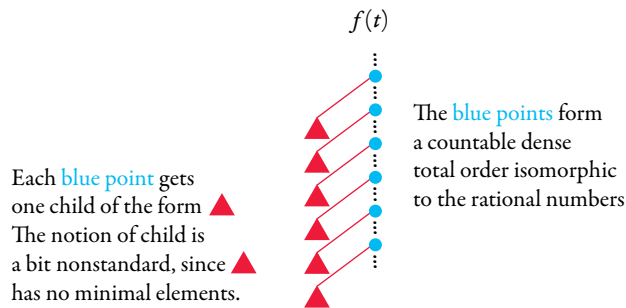 f(t)
The blue points form
a countable dense
total order isomorphic
to the rational numbers
Each blue point gets
one child of the form
The notion of child is
a bit nonstandard, since
has no minimal elements.